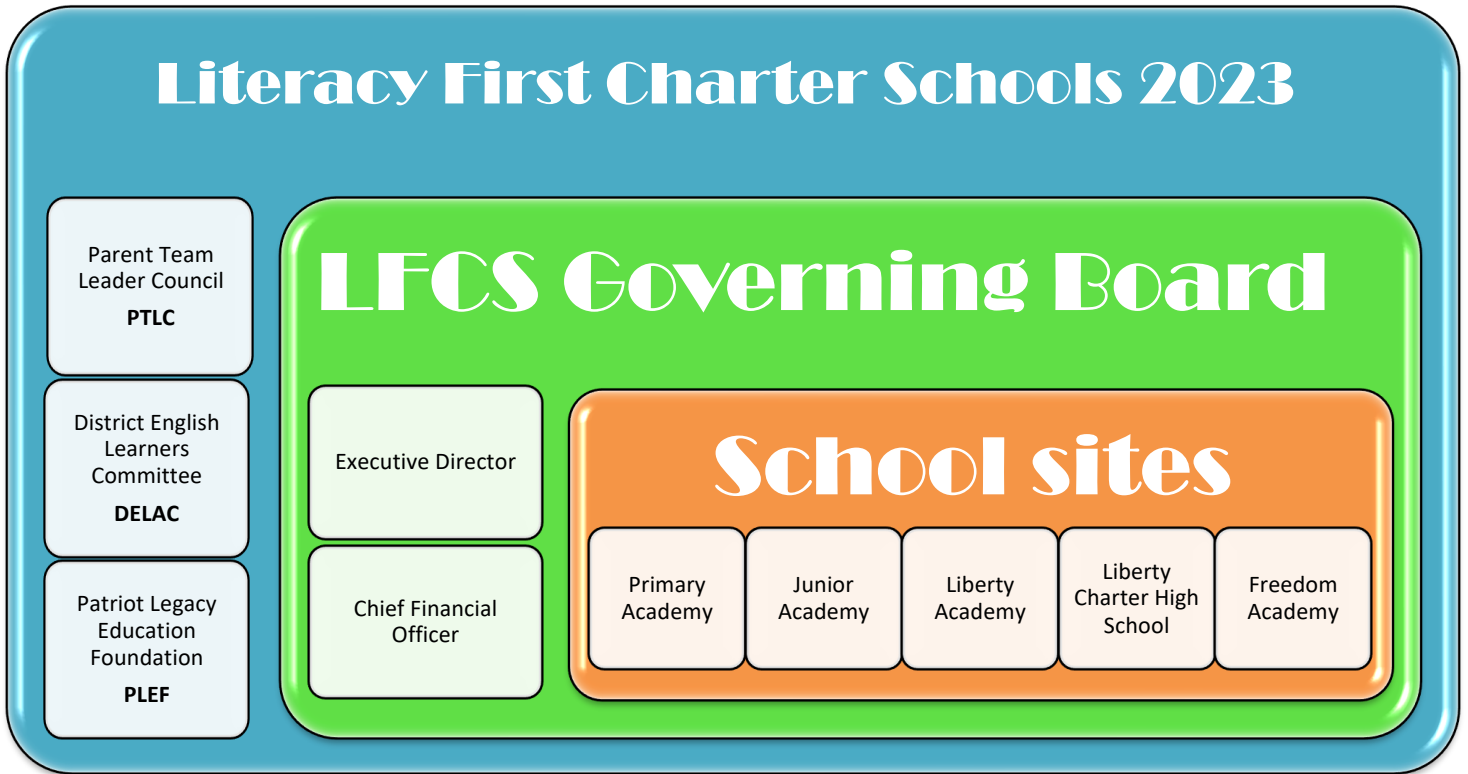 Literacy First Charter Schools 2023
Parent Team
Leader Council
PTLC
District English
Learners
Committee
DELAC
Patriot Legacy
Education
Foundation
PLEF
LFCS Governing Board
Executive Director
Chief Financial
Officer
School sites
Primary
Academy
Junior
Academy
Liberty
Academy
Liberty
Charter High
School
Freedom
Academy